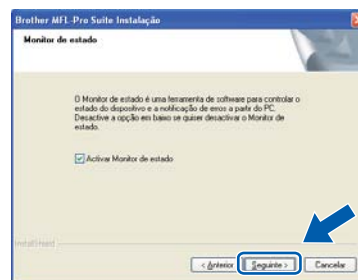 Brother MFL-Pro Suite Instalação
Monitor de estado
O Monitor de estado é uma ferramenta de software para controlar o
estado do dispositivo e a notificação de erros a partir do PC.
Desactive a opção em baixo se quiser desactivar o Monitor de
estado.
Activar Monitor de estado
InstallShield
< Anterior
Seguinte >
Cancelar